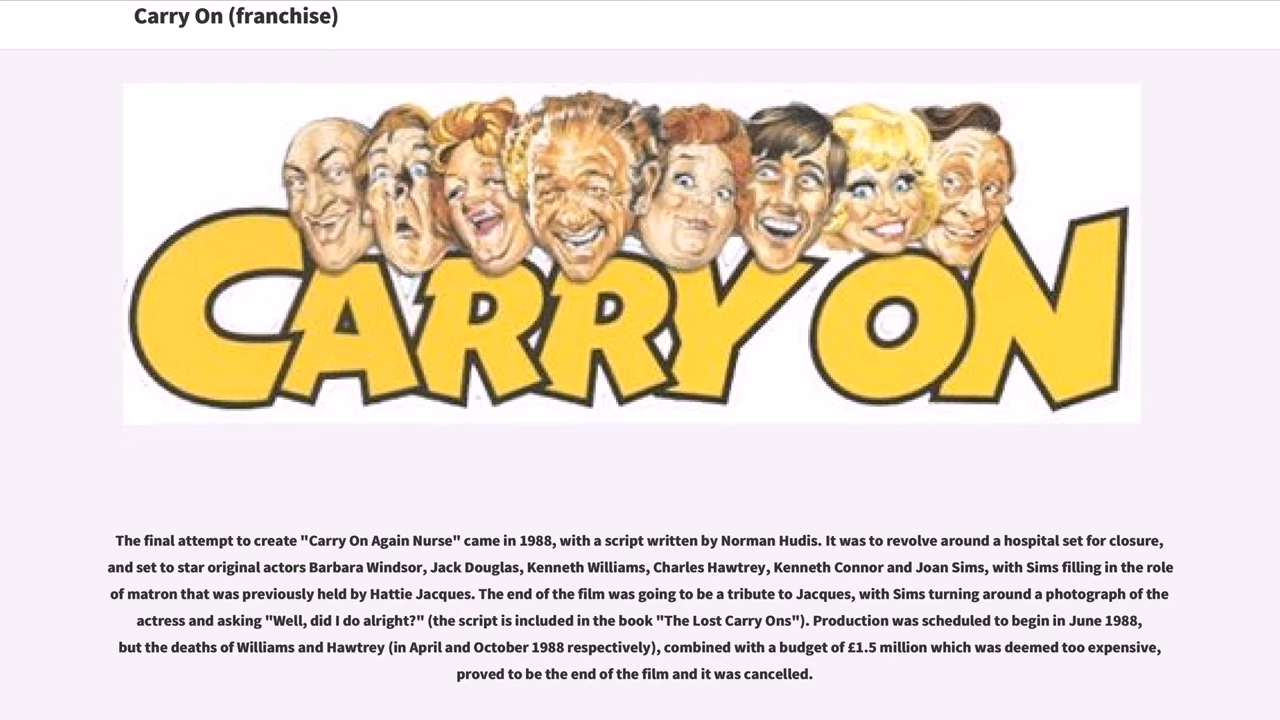 Carry On (franchise)
CARRY ON
The final attempt to create "Carry On Again Nurse" came in 1988, with a script written by Norman Hudis. It was to revolve around a hospital set for closure,
and set to star original actors Barbara Windsor, Jack Douglas, Kenneth Williams, Charles Hawtrey, Kenneth Connor and Joan Sims, with Sims filling in the role
of matron that was previously held by Hattie Jacques. The end of the film was going to be a tribute to Jacques, with Sims turning around a photograph of the
actress and asking "Well, did I do alright?" (the script is included in the book "The Lost Carry Ons"). Production was scheduled to begin in June 1988,
but the deaths of Williams and Hawtrey (in April and October 1988 respectively), combined with a budget of £1.5 million which was deemed too expensive,
proved to be the end of the film and it was cancelled.